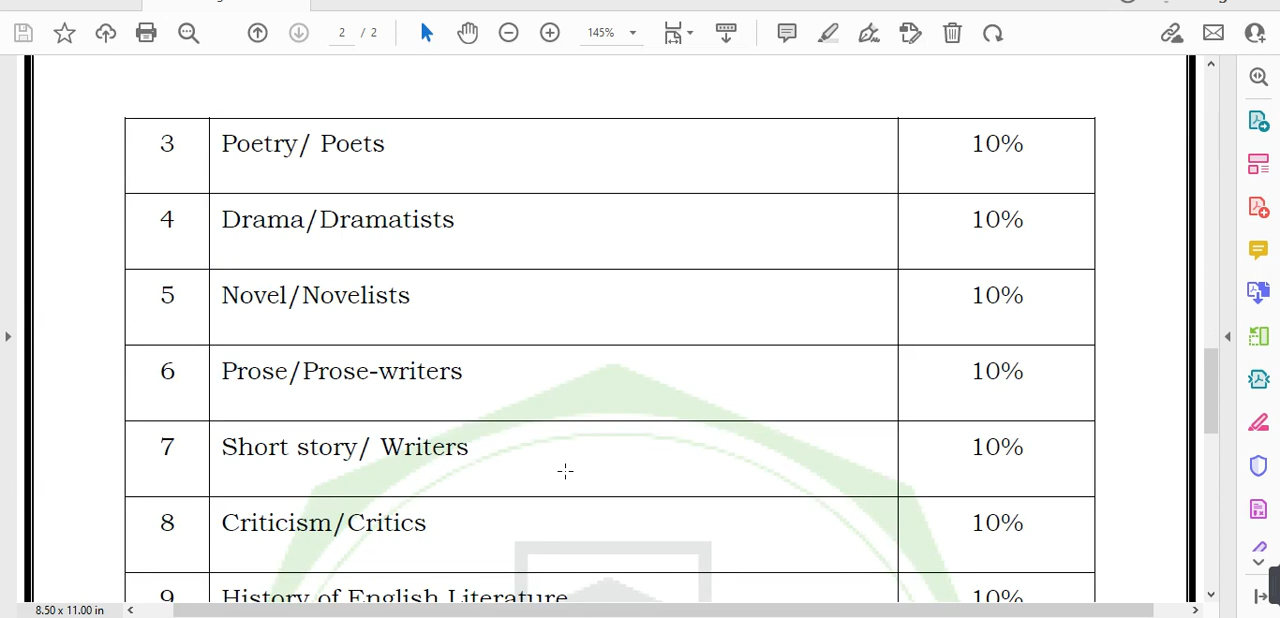 2 / 2
145%
3 Poetry/ Poets 10%
4 Drama/Dramatists 10%
5 Novel/Novelists 10%
6 Prose/Prose-writers 10%
7 Short story/ Writers 10%
8 Criticism/Critics 10%
9 History of English Literature 10%
8.50 x 11.00 in